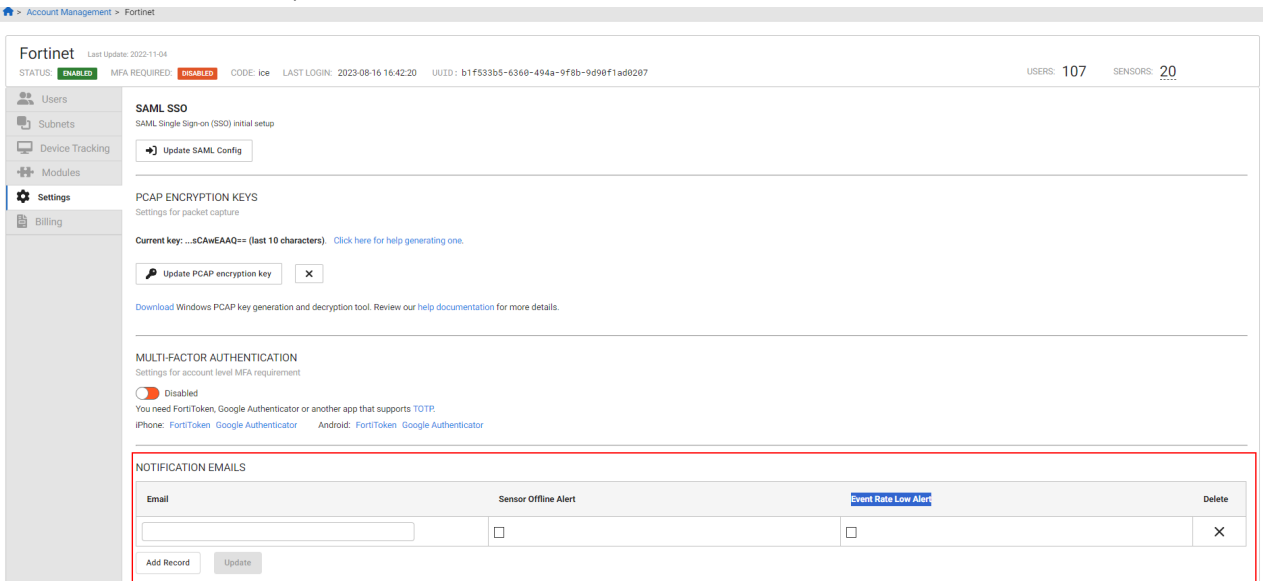 > Account Management > Fortinet
Fortinet Last Update: 2022-11-04
STATUS: ENABLED MFA REQUIRED: DISABLED CODE: ice LAST LOGIN: 2023-08-16 16:42:20 UUID: b1f533b5-6360-494a-9f8b-9d90f1ad0207 USERS: 107 SENSORS: 20
Users
Subnets
Device Tracking
Modules
Settings
Billing
SAML SSO
SAML Single Sign-on (SSO) initial setup
Update SAML Config
PCAP ENCRYPTION KEYS
Settings for packet capture
Current key: ...sCAwEAAQ== (last 10 characters). Click here for help generating one.
Update PCAP encryption key
Download Windows PCAP key generation and decryption tool. Review our help documentation for more details.
MULTI-FACTOR AUTHENTICATION
Settings for account level MFA requirement
Disabled
You need FortiToken, Google Authenticator or another app that supports TOTP.
iPhone: FortiToken Google Authenticator Android: FortiToken Google Authenticator
NOTIFICATION EMAILS
Email Sensor Offline Alert Event Rate Low Alert Delete
Add Record Update